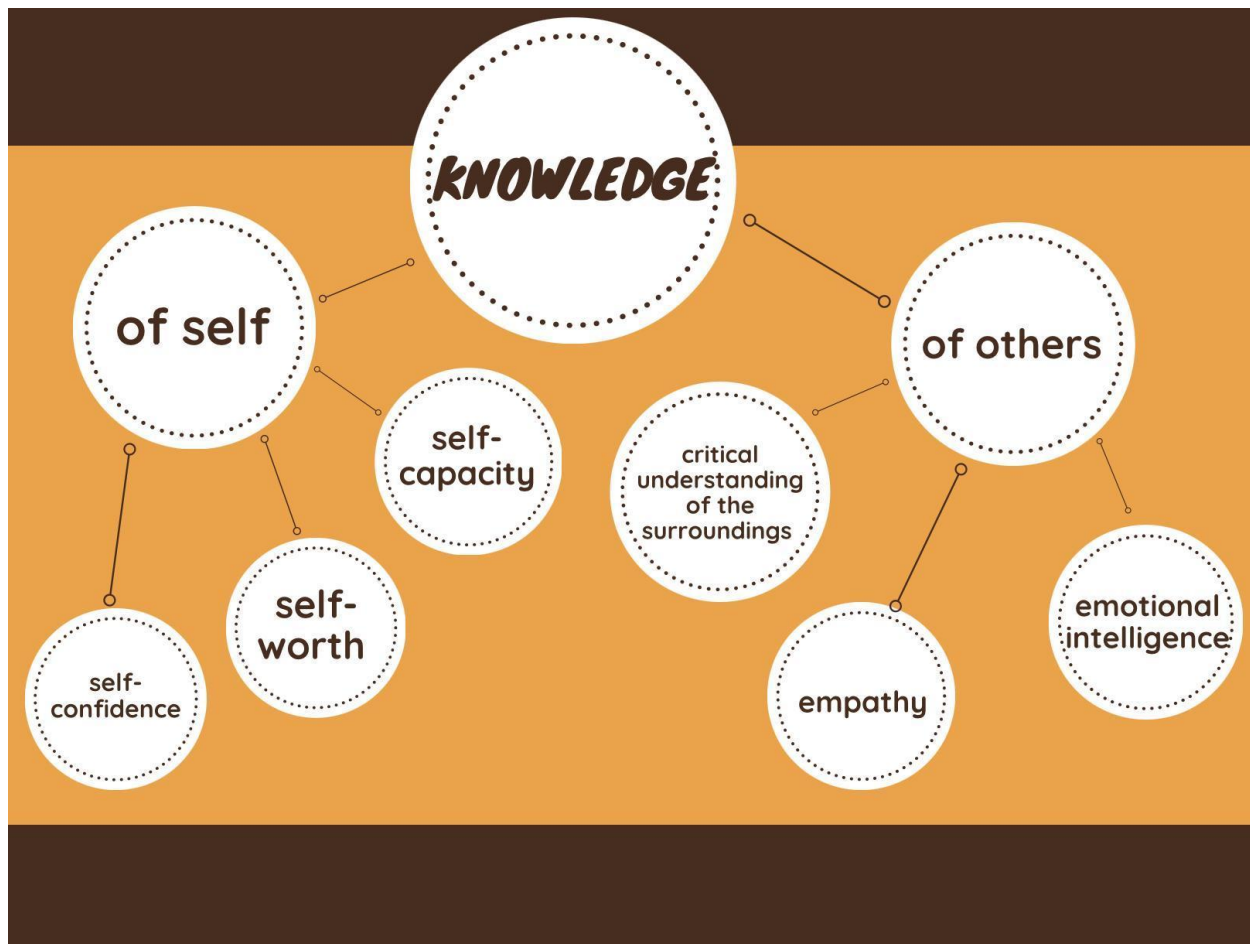 KNOWLEDGE
of self
of others
self-
capacity
critical
understanding
of the
surroundings
self-
worth
self-
confidence
empathy
emotional
intelligence